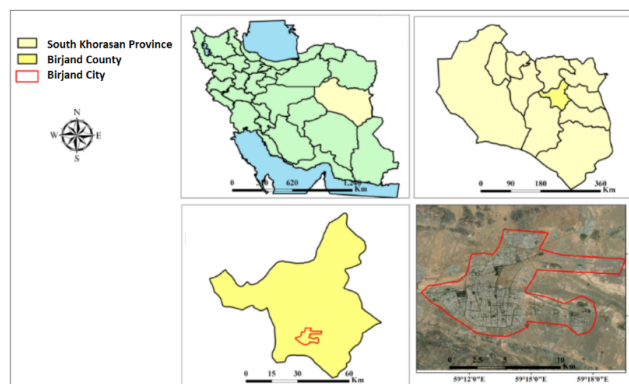 South Khorasan Province
Birjand County
Birjand City
N
W E
S
0 620 Km
0 90 180 360
Km
0 15 30 60
Km
0 2.5 5 10
Km
59°12'0"E 59°15'0"E 59°18'0"E